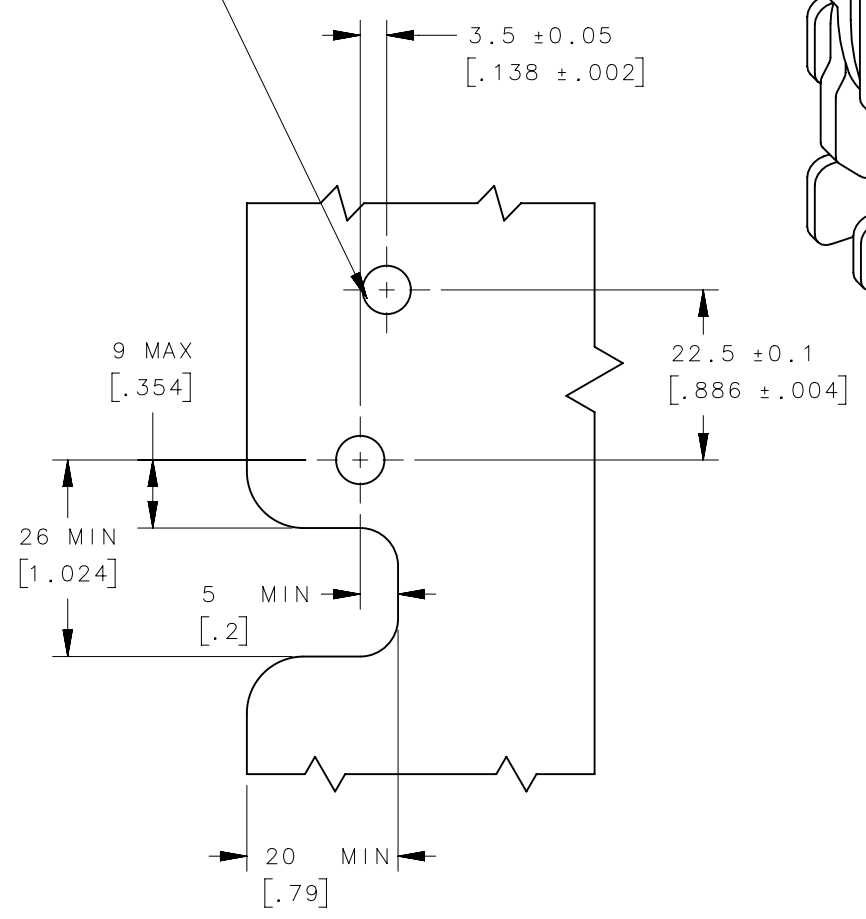 3.5 ±0.05
[.138 ±.002]
9 MAX
[.354]
22.5 ±0.1
[.886 ±.004]
26 MIN
[1.024]
5 MIN
[.2]
20 MIN
[.79]